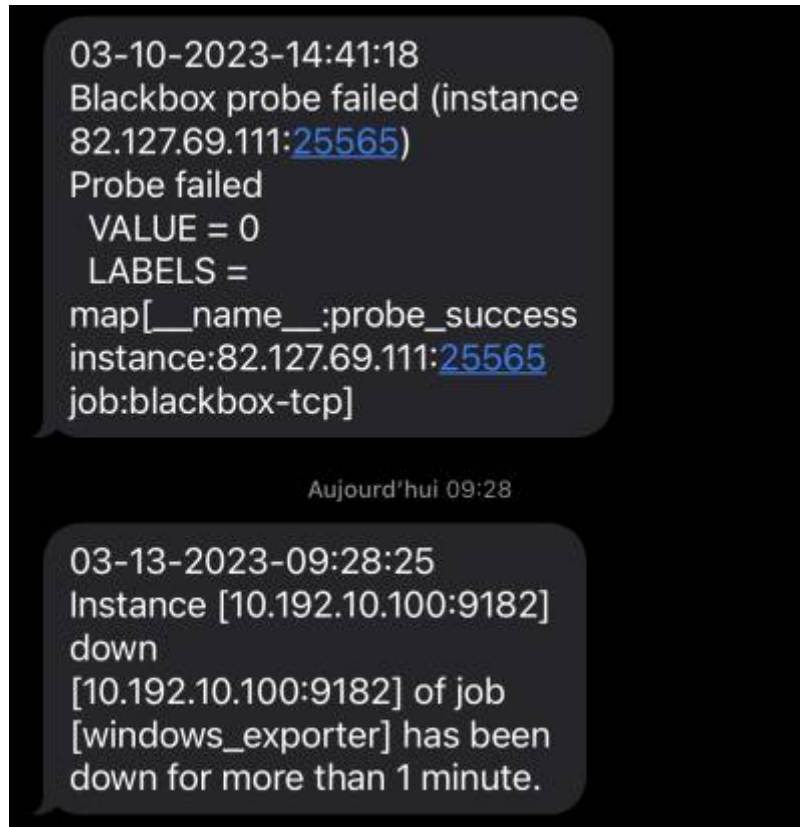 03-10-2023-14:41:18
Blackbox probe failed (instance
82.127.69.111:25565)
Probe failed
VALUE = 0
LABELS =
map[__name__:probe_success
instance:82.127.69.111:25565
job:blackbox-tcp]
Aujourd'hui 09:28
03-13-2023-09:28:25
Instance [10.192.10.100:9182]
down
[10.192.10.100:9182] of job
[windows_exporter] has been
down for more than 1 minute.